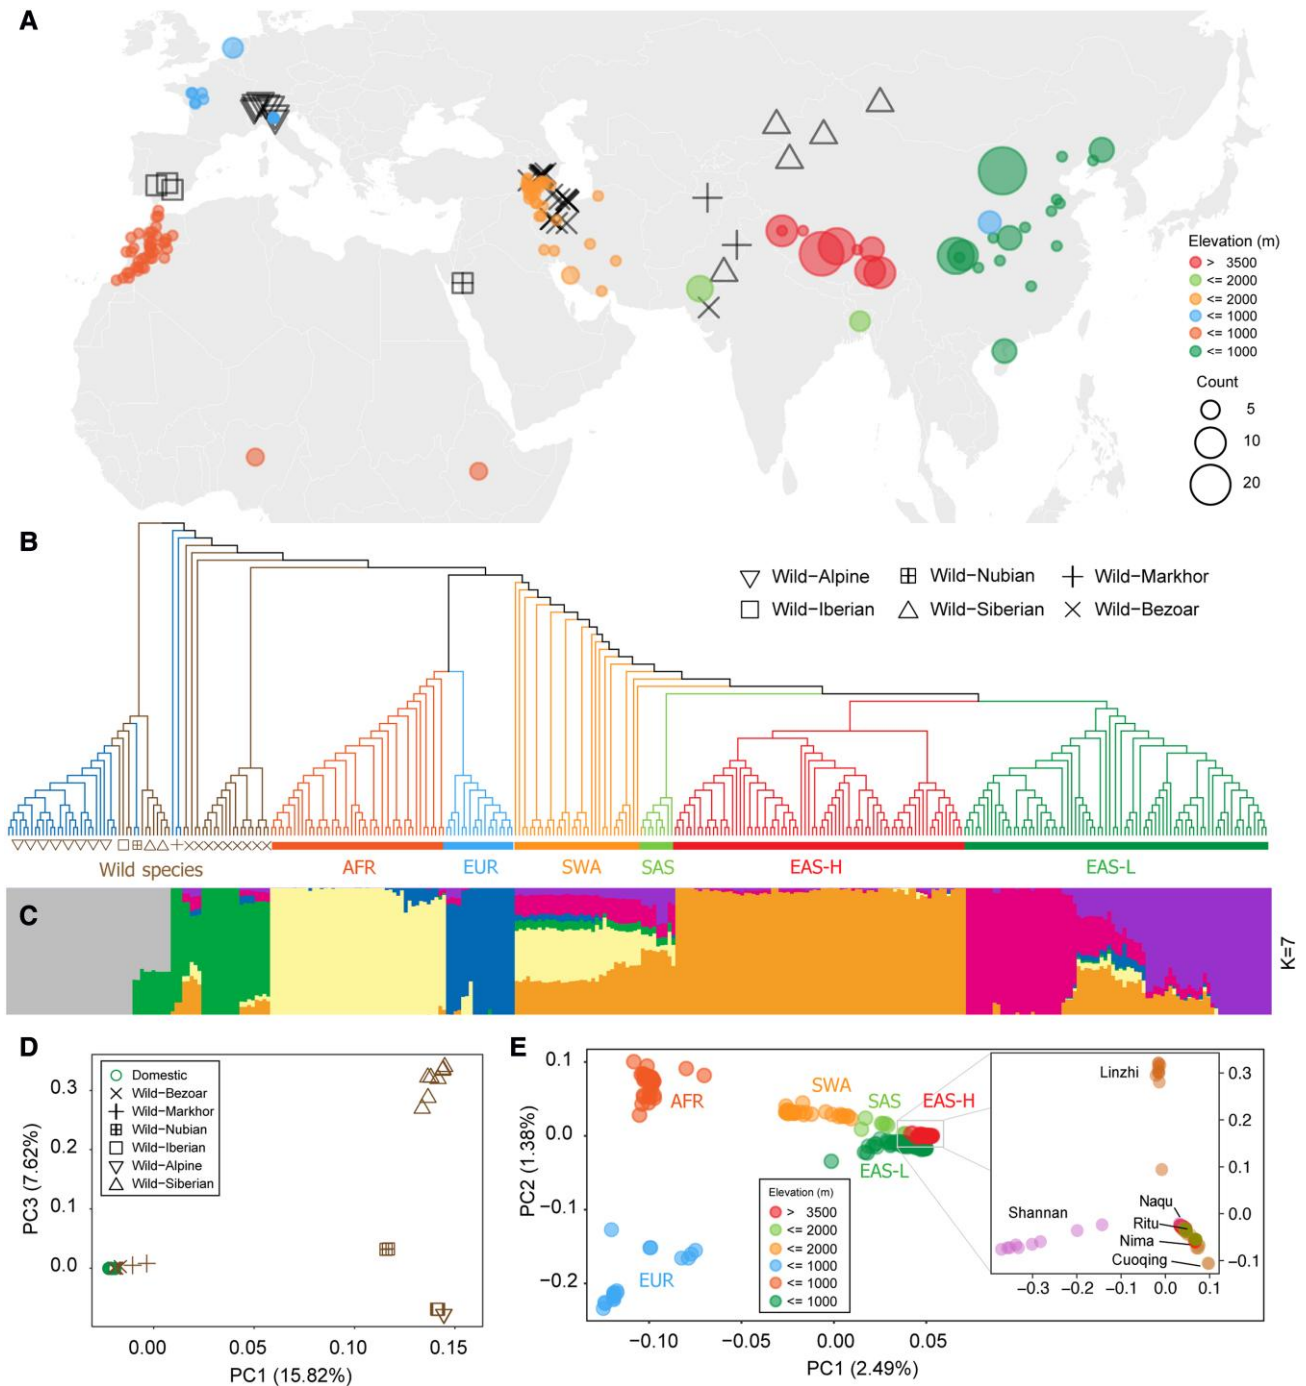 A
Elevation (m)
> 3500
<= 2000
<= 2000
<= 1000
<= 1000
<= 1000
Count
5
10
20
B
Wild−Alpine
Wild−Nubian
Wild−Markhor
Wild−Iberian
Wild−Siberian
Wild−Bezoar
Wild species
AFR
EUR
SWA
SAS
EAS-H
EAS-L
C
K=7
D
Domestic
Wild−Bezoar
Wild−Markhor
Wild−Nubian
Wild−Iberian
Wild−Alpine
Wild−Siberian
PC3 (7.62%)
0.3
0.2
0.1
0.0
0.00
0.05
0.10
0.15
PC1 (15.82%)
E
PC2 (1.38%)
0.1
0.0
−0.1
−0.2
AFR
SWA
SAS
EAS-H
EAS-L
EUR
Elevation (m)
> 3500
<= 2000
<= 2000
<= 1000
<= 1000
<= 1000
Linzhi
Shannan
Naqu
Ritu
Nima
Cuoqing
0.3
0.2
0.1
0.0
−0.1
−0.3
−0.2
−0.1
0.0
0.1
−0.10
−0.05
0.00
0.05
PC1 (2.49%)